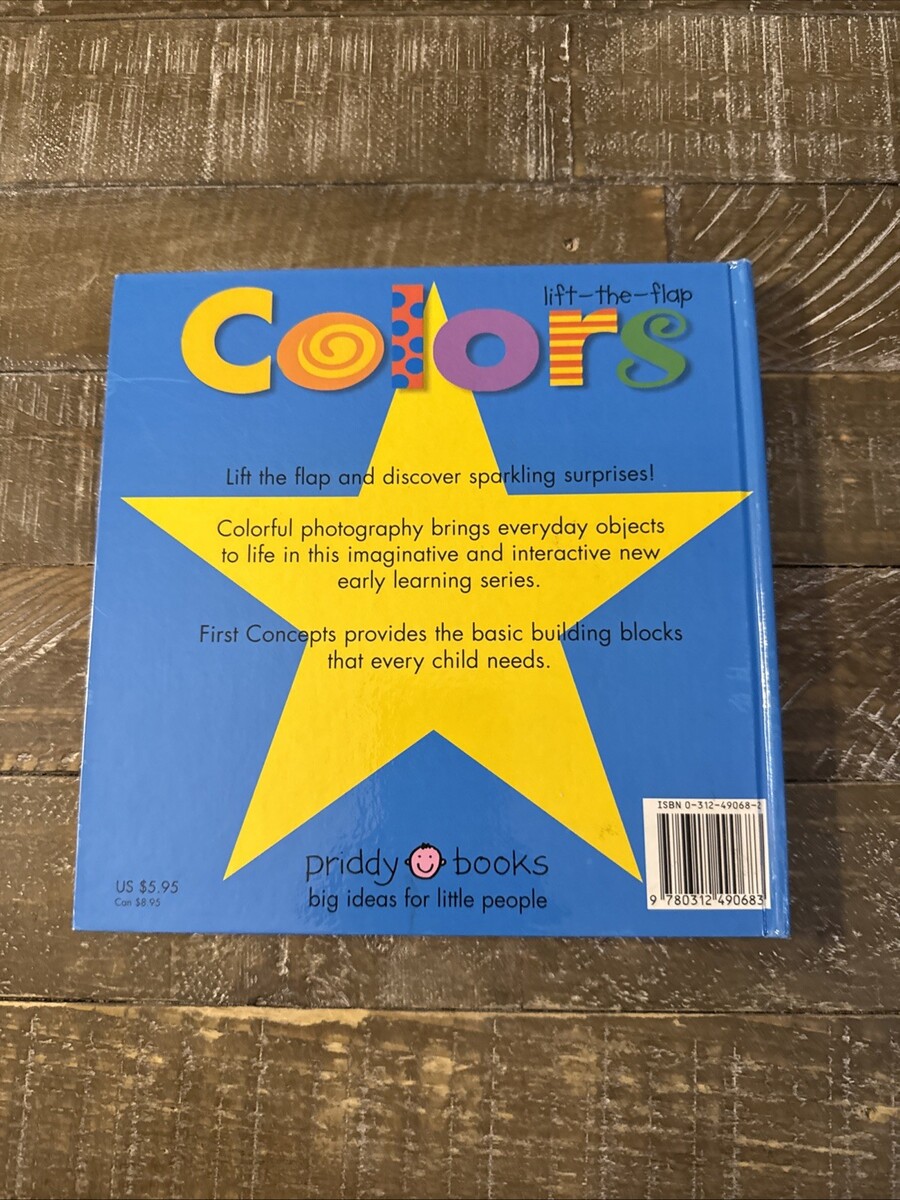 lift-the-flap
Colors
Lift the flap and discover sparkling surprises!
Colorful photography brings everyday objects
to life in this imaginative and interactive new
early learning series.
First Concepts provides the basic building blocks
that every child needs.
ISBN 0-312-49068-2
9 780312 490683
priddy books
big ideas for little people
US $5.95
Can $8.95